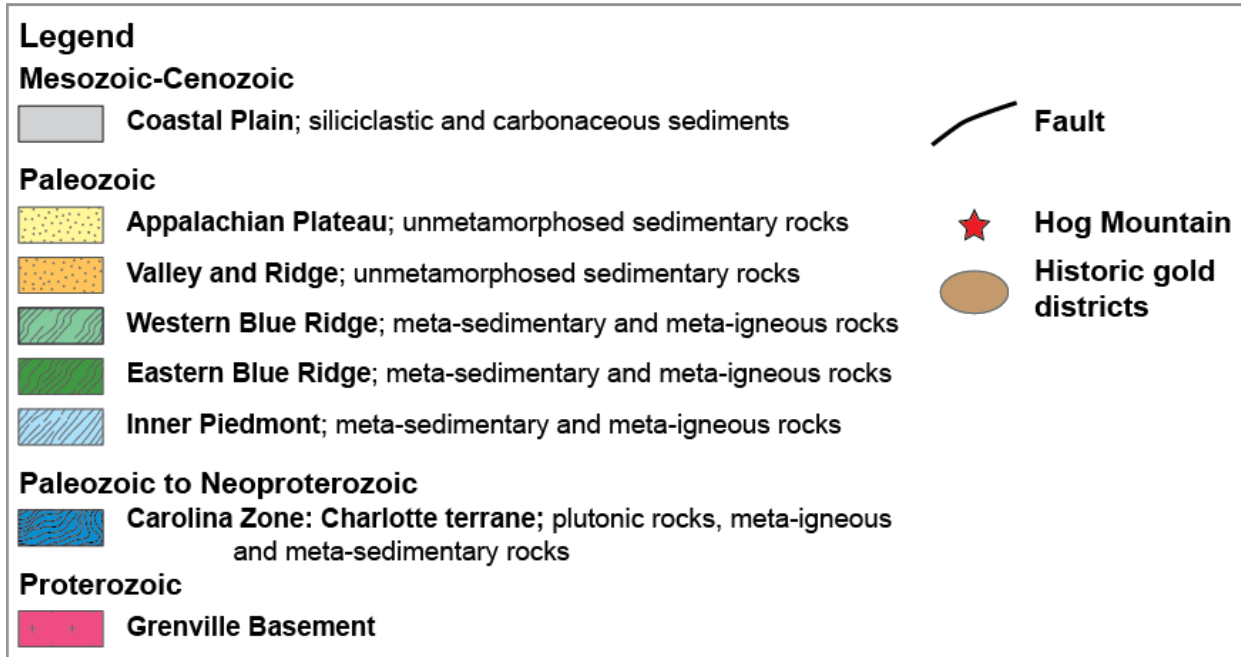 Legend
Mesozoic-Cenozoic
Coastal Plain; siliciclastic and carbonaceous sediments
Paleozoic
Appalachian Plateau; unmetamorphosed sedimentary rocks
Valley and Ridge; unmetamorphosed sedimentary rocks
Western Blue Ridge; meta-sedimentary and meta-igneous rocks
Eastern Blue Ridge; meta-sedimentary and meta-igneous rocks
Inner Piedmont; meta-sedimentary and meta-igneous rocks
Paleozoic to Neoproterozoic
Carolina Zone: Charlotte terrane; plutonic rocks, meta-igneous
and meta-sedimentary rocks
Proterozoic
Grenville Basement
Fault
Hog Mountain
Historic gold
districts